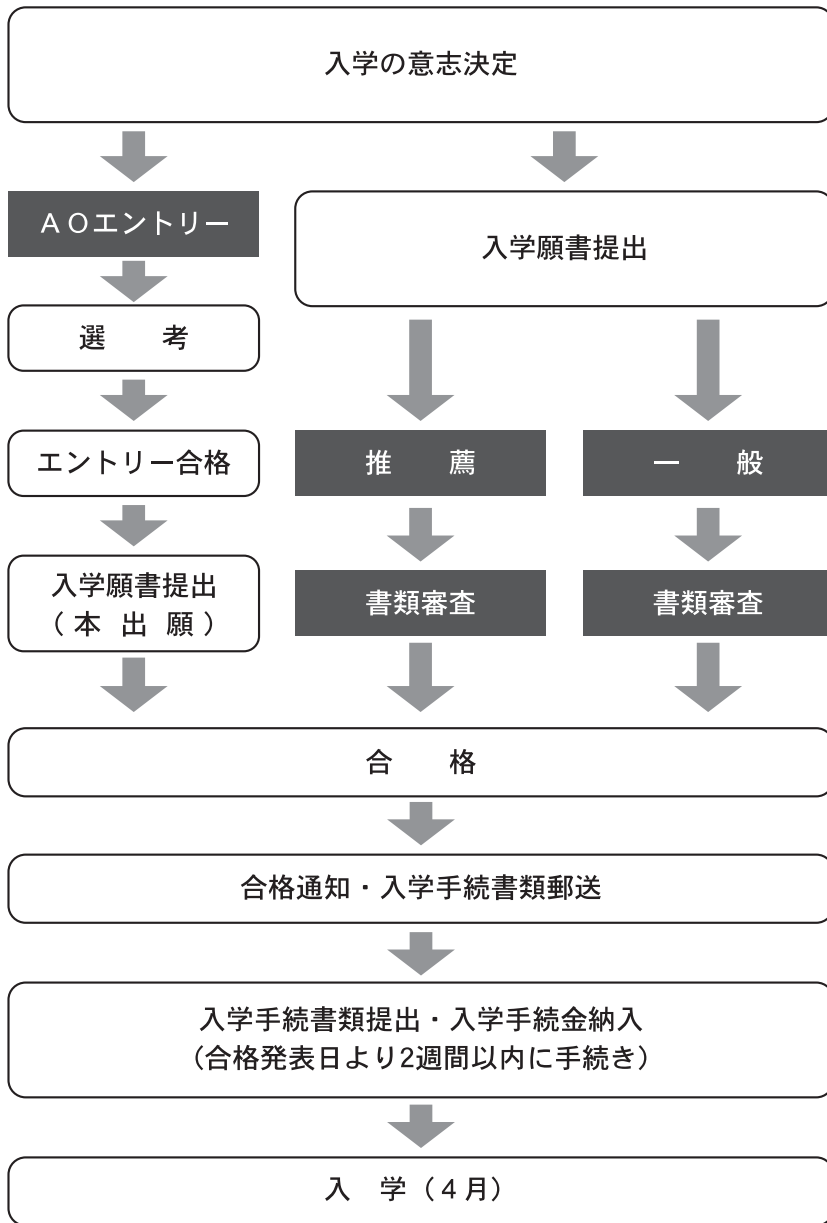 入学の意志決定
ＡＯエントリー
入学願書提出
選　　考
エントリー合格
推　　薦
一　　般
入学願書提出
（ 本 出 願 ）
書類審査
書類審査
合　　格
合格通知・入学手続書類郵送
入学手続書類提出・入学手続金納入
（合格発表日より2週間以内に手続き）
入　学（４月）